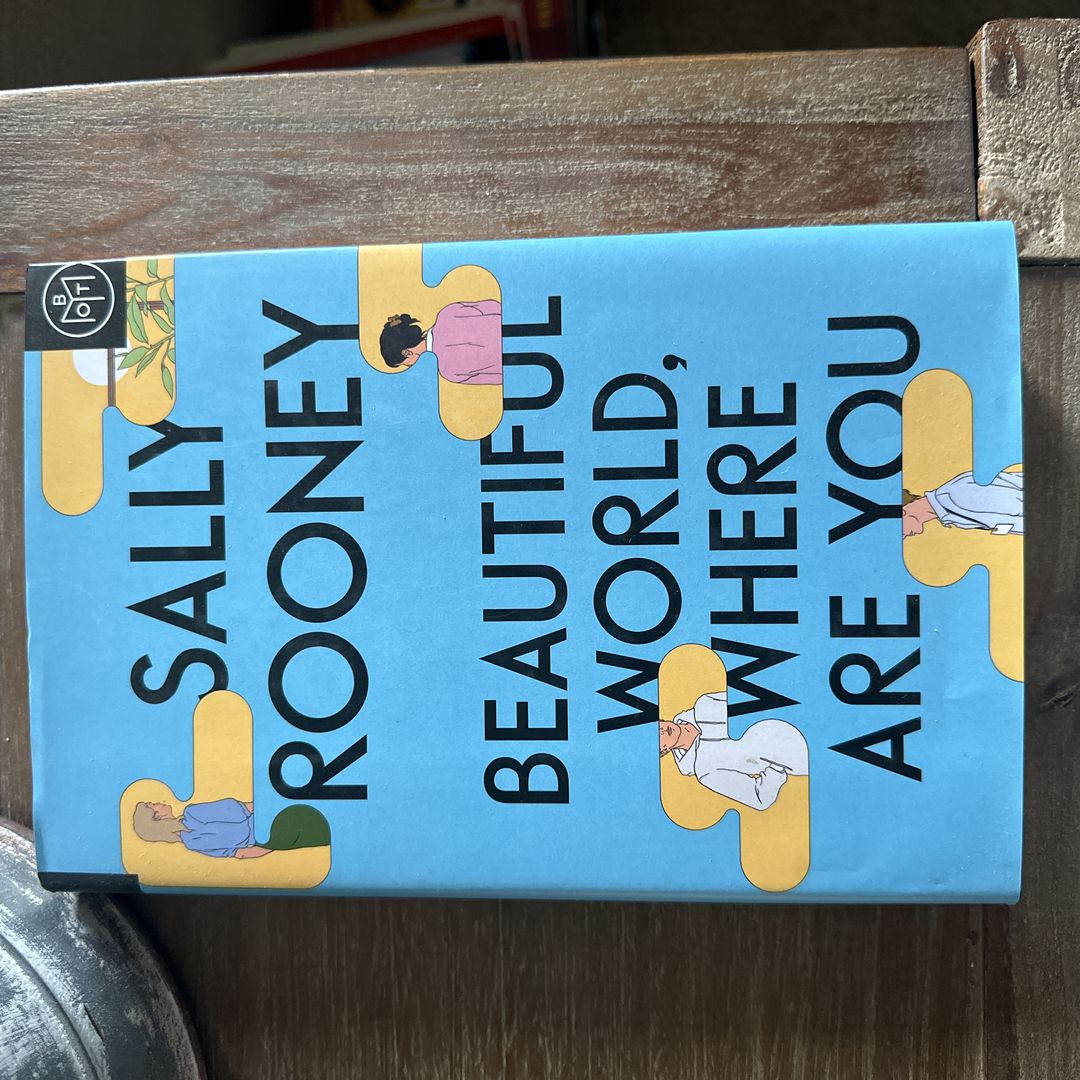 SALLY
ROONEY
BEAUTIFUL
WORLD,
WHERE
ARE YOU
BOTM